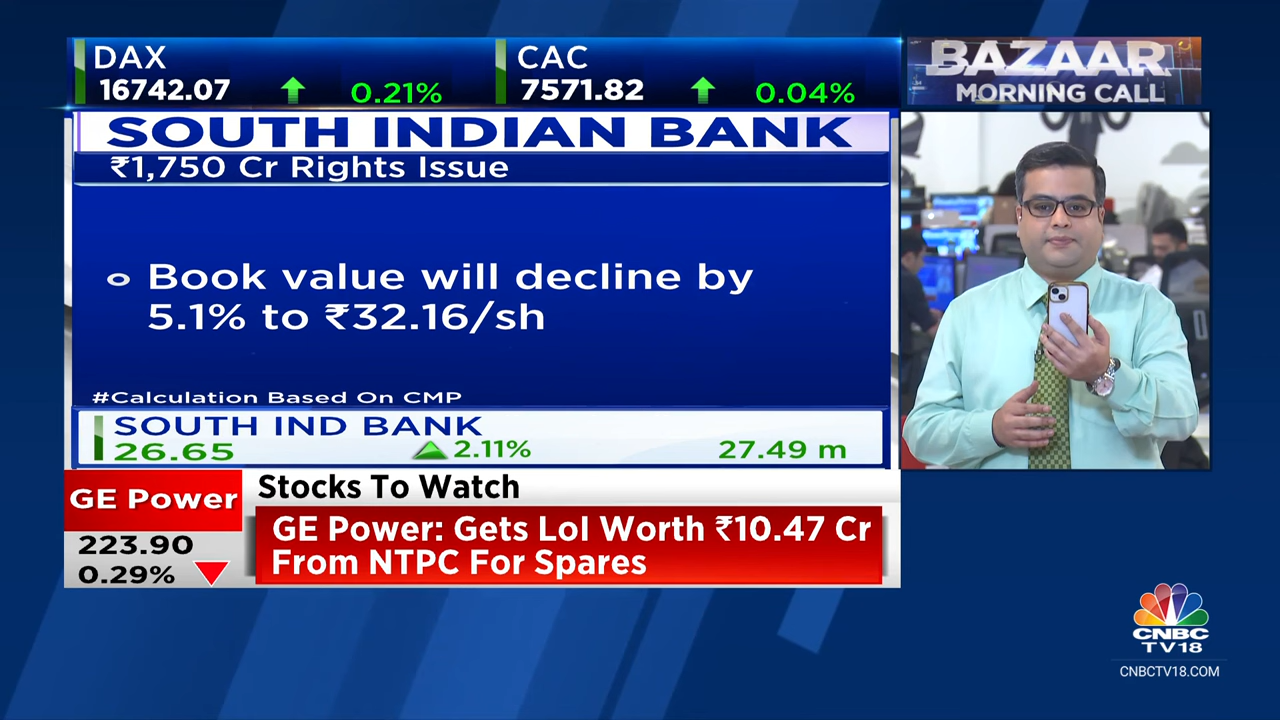 DAX
16742.07 0.21%
CAC
7571.82 0.04%
BAZAAR
MORNING CALL
SOUTH INDIAN BANK
₹1,750 Cr Rights Issue
Book value will decline by
5.1% to ₹32.16/sh
#Calculation Based On CMP
SOUTH IND BANK
26.65 2.11% 27.49 m
GE Power
223.90
0.29%
Stocks To Watch
GE Power: Gets LoI Worth ₹10.47 Cr
From NTPC For Spares
CNBC
TV18
CNBCTV18.COM